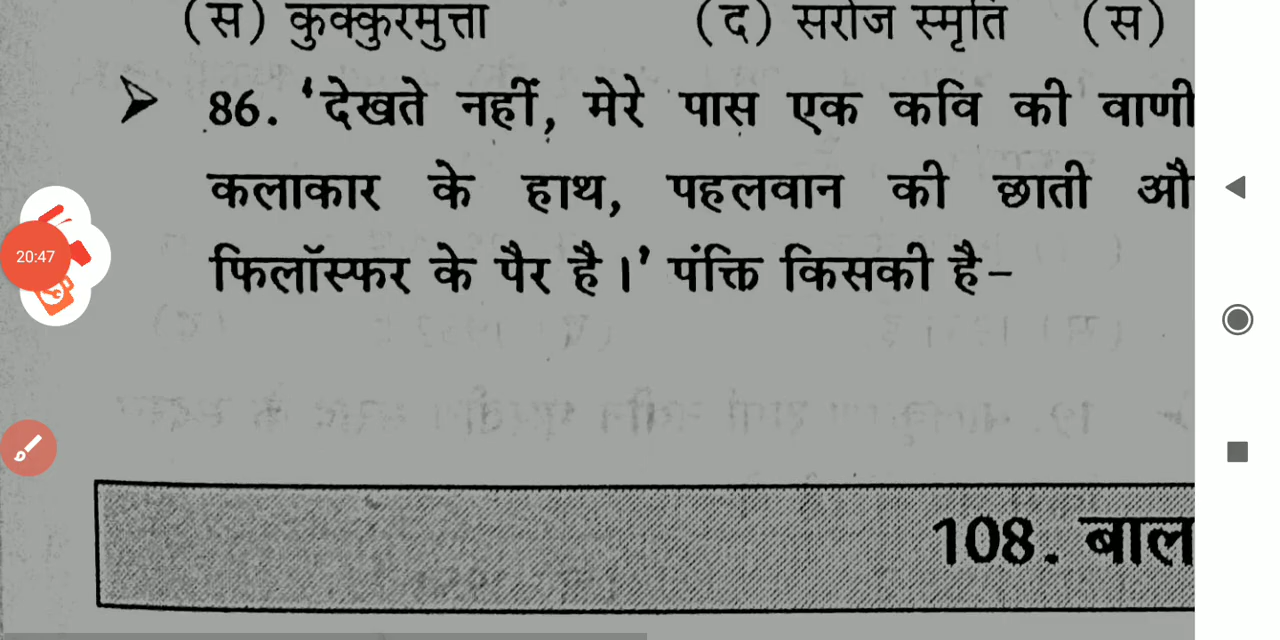 (स) कुक्कुरमुत्ता (द) सरोज स्मृति (स)
86. 'देखते नहीं, मेरे पास एक कवि की वाणी
कलाकार के हाथ, पहलवान की छाती औ
फिलॉस्फर के पैर है।' पंक्ति किसकी है-
20:47
108. बाल